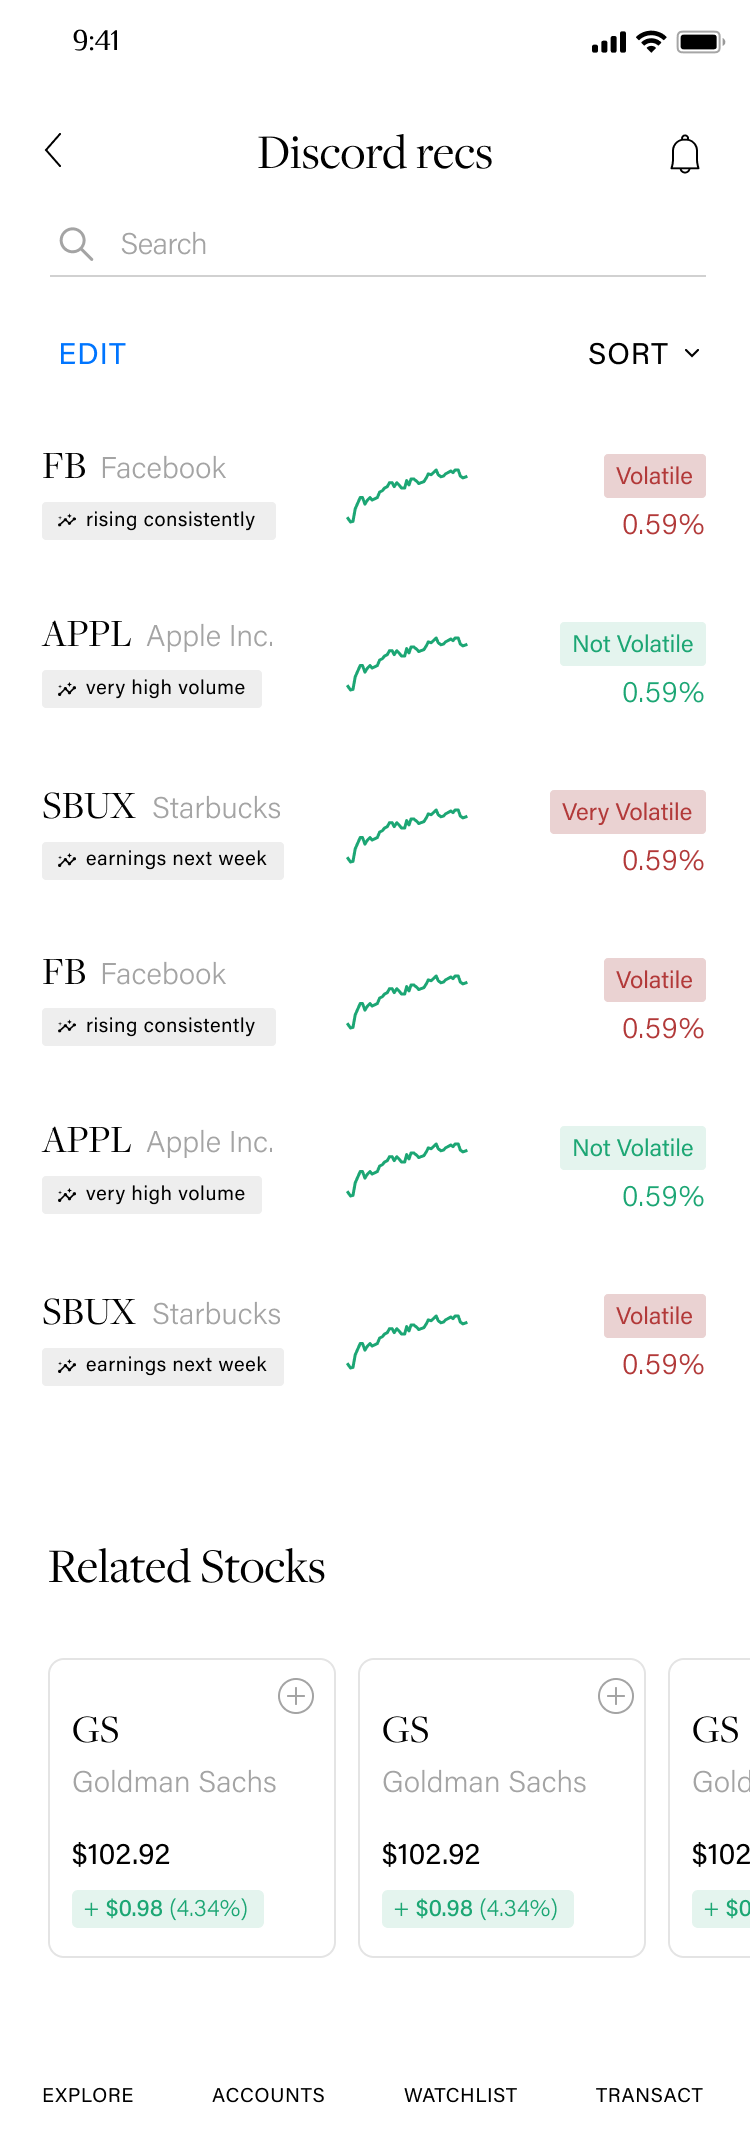 9:41
Discord recs
Search
EDIT SORT
FB Facebook
Volatile
rising consistently
0.59%
APPL Apple Inc.
Not Volatile
very high volume
0.59%
SBUX Starbucks
Very Volatile
earnings next week
0.59%
FB Facebook
Volatile
rising consistently
0.59%
APPL Apple Inc.
Not Volatile
very high volume
0.59%
SBUX Starbucks
Volatile
earnings next week
0.59%
Related Stocks
GS GS GS
Goldman Sachs Goldman Sachs Gold
$102.92 $102.92 $102
+ $0.98 (4.34%) + $0.98 (4.34%) + $0
EXPLORE ACCOUNTS WATCHLIST TRANSACT